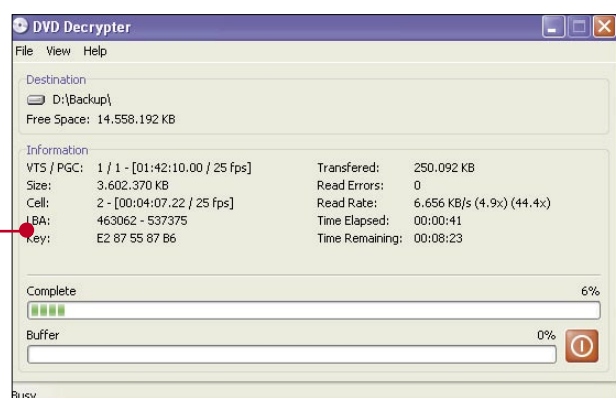 DVD Decrypter
File View Help
Destination
D:\Backup\
Free Space: 14.558.192 KB
Information
VTS / PGC: 1 / 1 - [01:42:10.00 / 25 fps] Transfered: 250.092 KB
Size: 3.602.370 KB Read Errors: 0
Cell: 2 - [00:04:07.22 / 25 fps] Read Rate: 6.656 KB/s (4.9x) (44.4x)
LBA: 463062 - 537375 Time Elapsed: 00:00:41
Key: E2 87 55 87 B6 Time Remaining: 00:08:23
Complete 6%
Buffer 0%
Busy